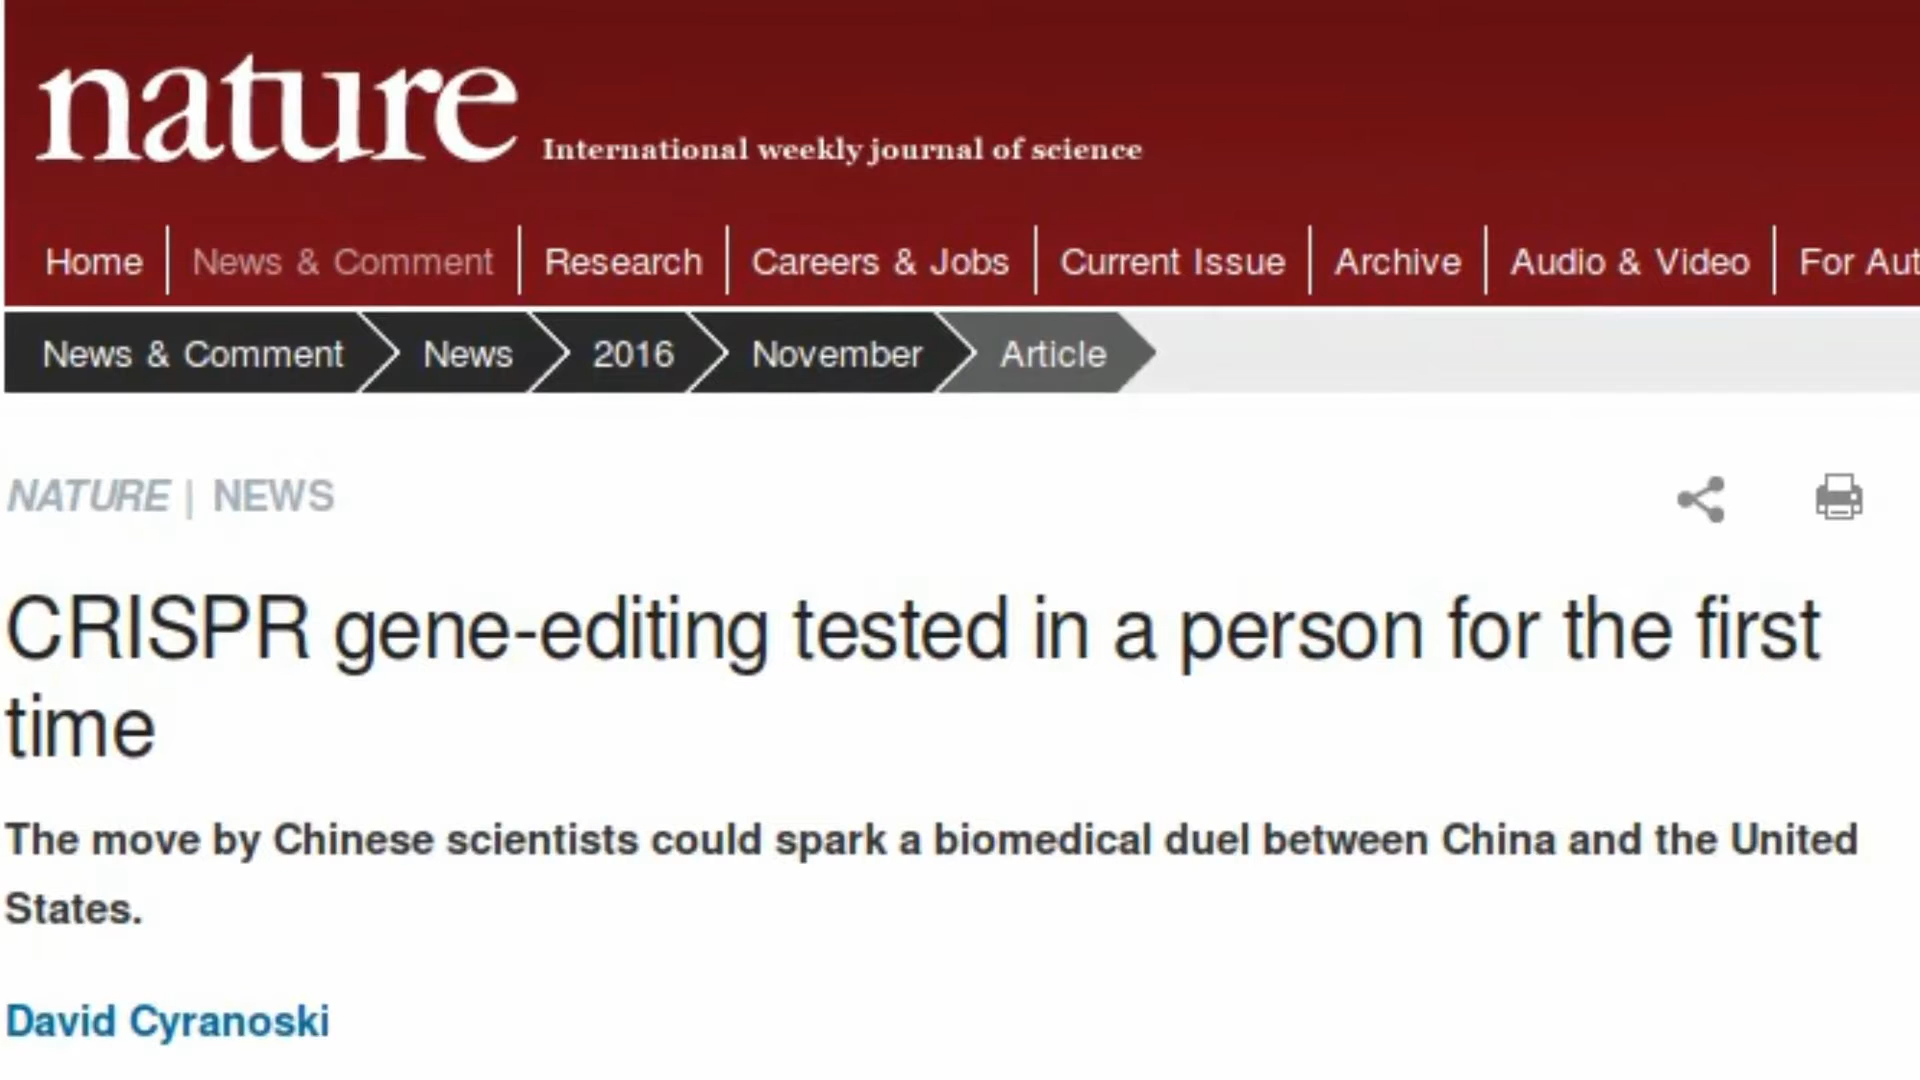 nature International weekly journal of science
Home News & Comment Research Careers & Jobs Current Issue Archive Audio & Video For Aut
News & Comment News 2016 November Article
NATURE | NEWS
CRISPR gene-editing tested in a person for the first
time
The move by Chinese scientists could spark a biomedical duel between China and the United
States.
David Cyranoski